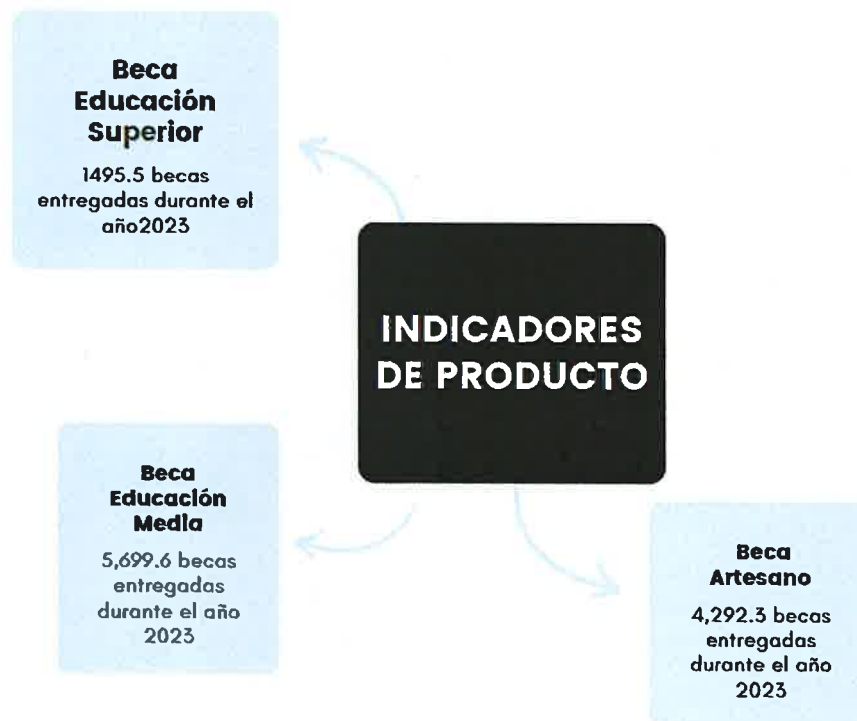 Beca
Educación
Superior
1495.5 becas
entregadas durante el
año2023
INDICADORES
DE PRODUCTO
Beca
Educación
Media
5,699.6 becas
entregadas
durante el año
2023
Beca
Artesano
4,292.3 becas
entregadas
durante el año
2023